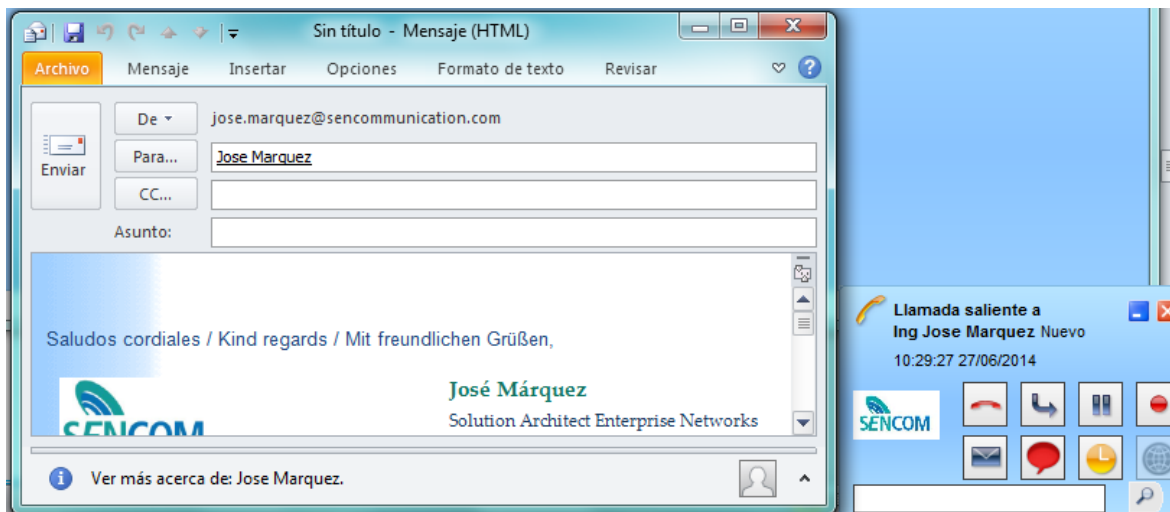 Sin título - Mensaje (HTML)
Archivo Mensaje Insertar Opciones Formato de texto Revisar
De jose.marquez@sencommunication.com
Enviar
Para... Jose Marquez
CC...
Asunto:
Saludos cordiales / Kind regards / Mit freundlichen Grüßen,
SENCOM
José Márquez
Solution Architect Enterprise Networks
Ver más acerca de: Jose Marquez.
Llamada saliente a
Ing Jose Marquez Nuevo
10:29:27 27/06/2014
SENCOM